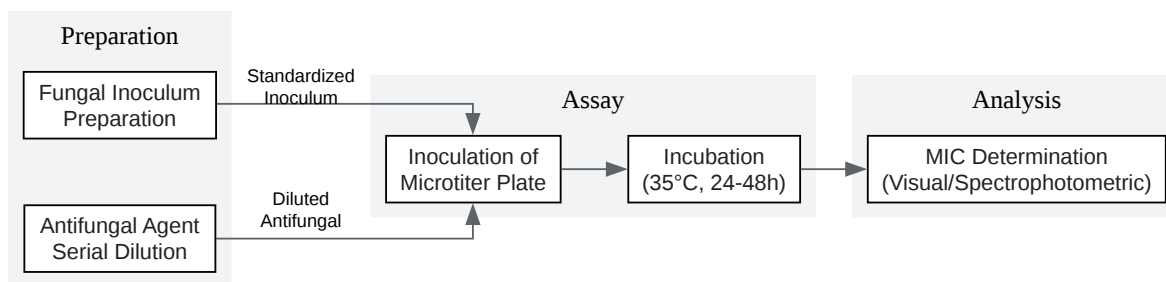 Preparation
Fungal Inoculum
Preparation
Standardized
Inoculum
Antifungal Agent
Serial Dilution
Diluted
Antifungal
Assay
Inoculation of
Microtiter Plate
Incubation
(35°C, 24-48h)
Analysis
MIC Determination
(Visual/Spectrophotometric)